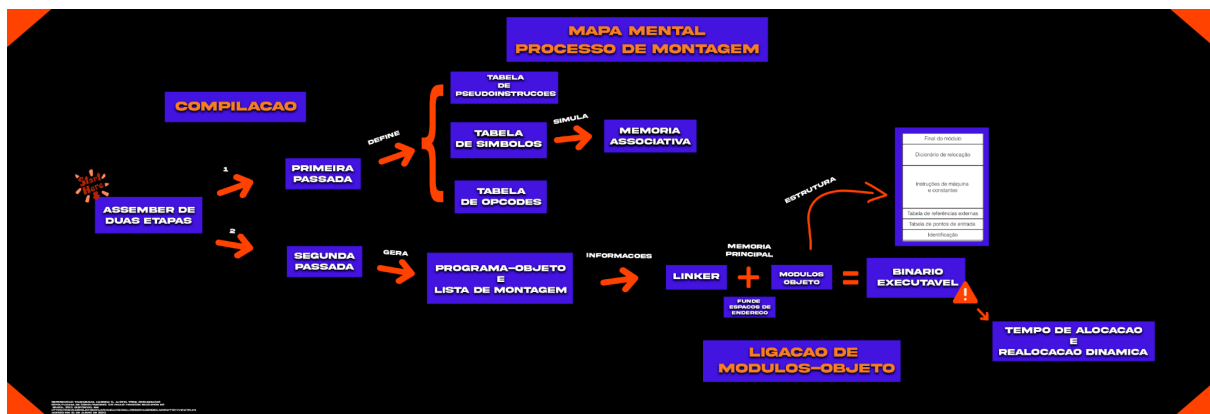 MAPA MENTAL
PROCESSO DE MONTAGEM
COMPILACAO
Start
Here
ASSEMBER DE
DUAS ETAPAS
1
PRIMEIRA
PASSADA
DEFINE
TABELA
DE
PSEUDOINSTRUCOES
TABELA
DE SIMBOLOS
TABELA
DE OPCODES
SIMULA
MEMORIA
ASSOCIATIVA
2
SEGUNDA
PASSADA
GERA
PROGRAMA-OBJETO
E
LISTA DE MONTAGEM
INFORMACOES
LINKER
+
MEMORIA
PRINCIPAL
FUNDE
ESPACOS DE
ENDERECO
MODULOS
OBJETO
=
BINARIO
EXECUTAVEL
!
ESTRUTURA
Final do módulo
Dicionário de relocação
Instruções de máquina
e constantes
Tabela de referências externas
Tabela de pontos de entrada
Identificação
TEMPO DE ALOCACAO
E
REALOCACAO DINAMICA
LIGACAO DE
MODULOS-OBJETO